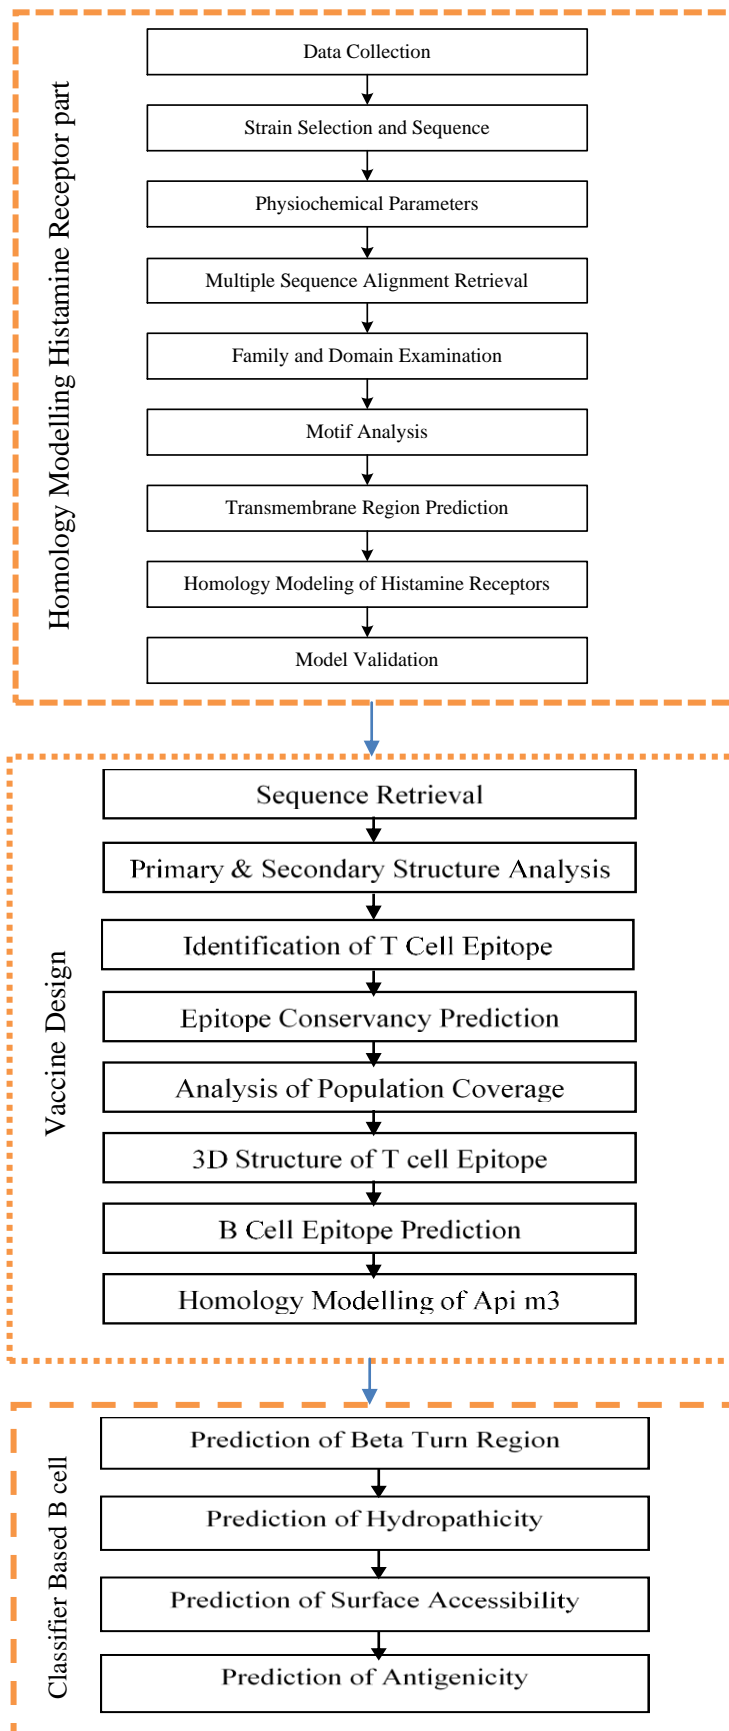 Homology Modelling Histamine Receptor part
Data Collection
Strain Selection and Sequence
Physiochemical Parameters
Multiple Sequence Alignment Retrieval
Family and Domain Examination
Motif Analysis
Transmembrane Region Prediction
Homology Modeling of Histamine Receptors
Model Validation
Vaccine Design
Sequence Retrieval
Primary & Secondary Structure Analysis
Identification of T Cell Epitope
Epitope Conservancy Prediction
Analysis of Population Coverage
3D Structure of T cell Epitope
B Cell Epitope Prediction
Homology Modelling of Api m3
Classifier Based B cell
Prediction of Beta Turn Region
Prediction of Hydropathicity
Prediction of Surface Accessibility
Prediction of Antigenicity